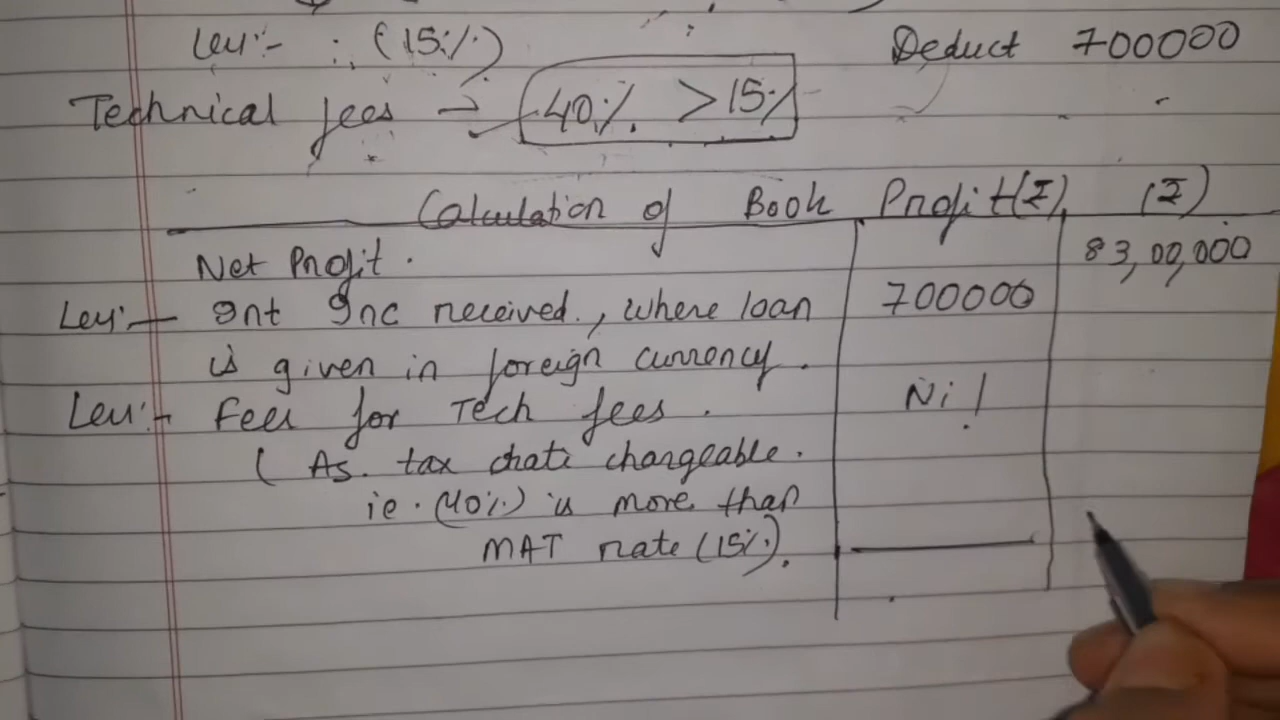 Less:- : (15%) Deduct 700000
Technical fees → 40% > 15%
Calculation of Book Profit (₹) (₹)
Net Profit. 83,00,000
Less:- Int Inc received, where loan 700000
is given in foreign currency.
Less:- Fees for Tech fees. Nil
( As. tax rate chargeable.
ie. (40%) is more than
MAT rate (15%).